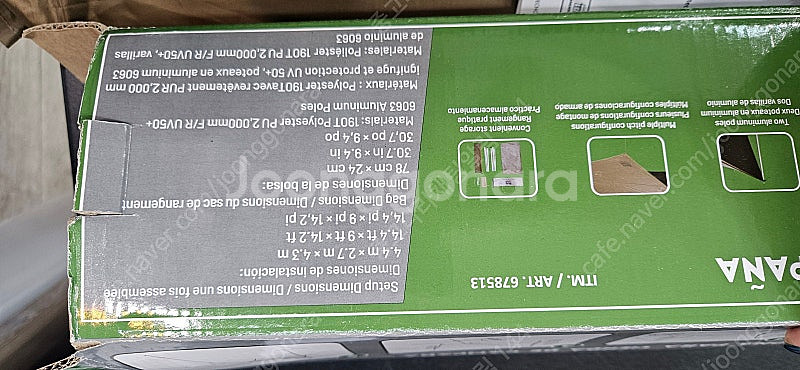 PAÑA
ITM. / ART. 678513
Two aluminum poles
Deux poteaux en aluminium
Dos varillas de aluminio
Multiple pitch configurations
Plusieurs configurations de montage
Múltiples configuraciones de armado
Convenient storage
Rangement pratique
Práctico almacenamiento
Setup Dimensions / Dimensions une fois assemblée
Dimensiones de instalación:
4.4 m × 2.7 m × 4.3 m
14.4 ft × 9 ft × 14.2 ft
14,4 pi × 9 pi × 14,2 pi
Bag Dimensions / Dimensions du sac de rangement
Dimensiones de la bolsa:
78 cm × 24 cm
30.7 in × 9.4 in
30,7 po × 9,4 po
Materials: 190T Polyester PU 2,000mm F/R UV50+
6063 Aluminum Poles
Matériaux : Polyester 190T avec revêtement PUR 2,000 mm
ignifuge et protection UV 50+, poteaux en aluminium 6063
Materiales: Poliéster 190T PU 2,000mm F/R UV50+, varillas
de aluminio 6063
joongonara